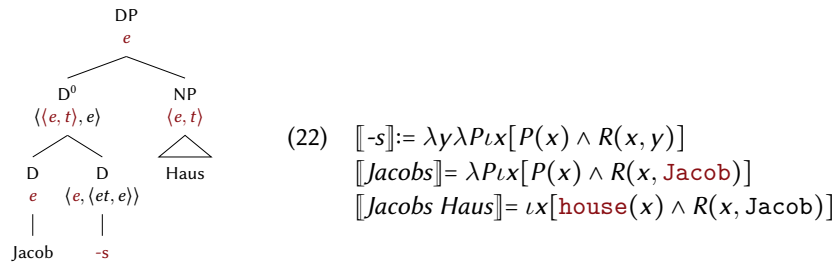 DP
e
D⁰ NP
⟨⟨e, t⟩, e⟩ ⟨e, t⟩
D D Haus
e ⟨e, ⟨et, e⟩⟩
Jacob -s
(22) ⟦-s⟧:= λyλPιx[P(x) ∧ R(x, y)]
⟦Jacobs⟧= λPιx[P(x) ∧ R(x, Jacob)]
⟦Jacobs Haus⟧= ιx[house(x) ∧ R(x, Jacob)]